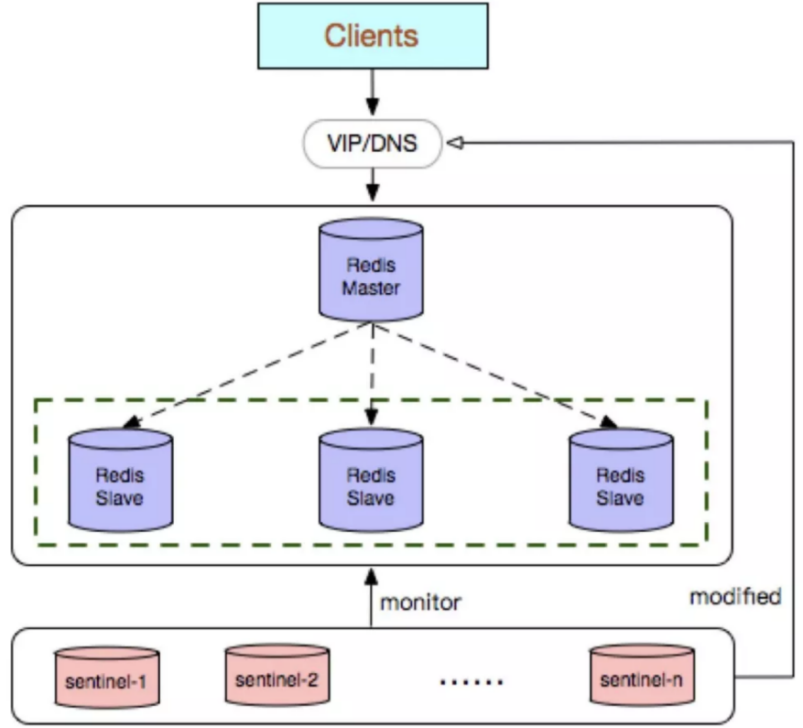 Clients
VIP/DNS
Redis
Master
Redis
Slave
Redis
Slave
Redis
Slave
monitor
modified
sentinel-1
sentinel-2
......
sentinel-n